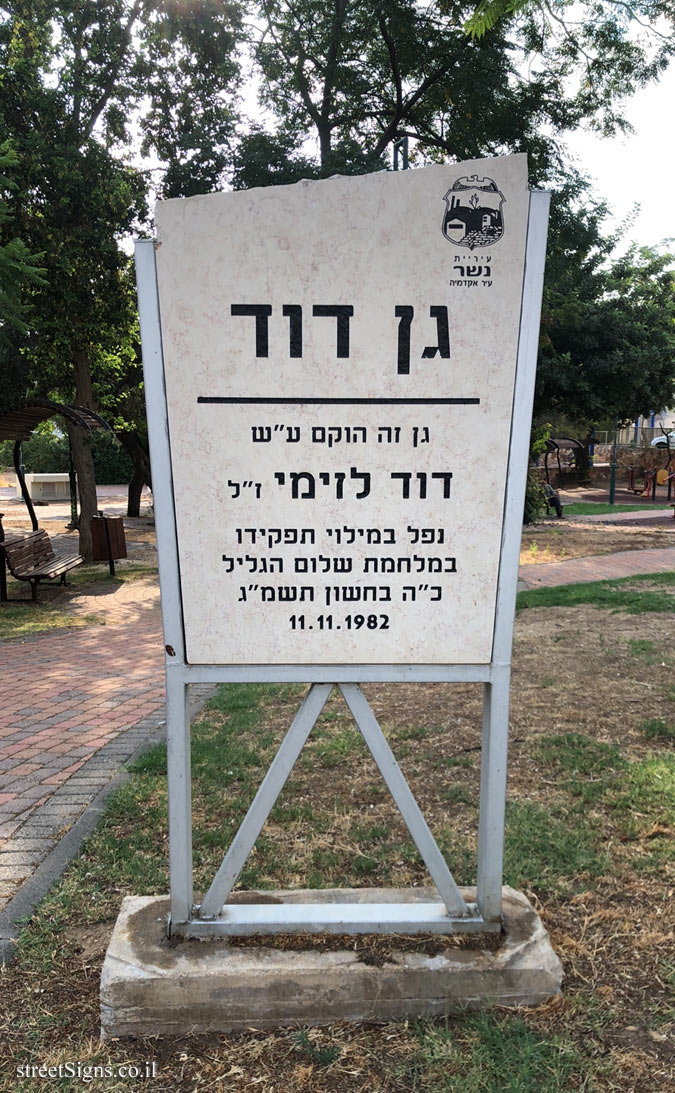 עיריית
נשר
עיר אקדמיה
גן דוד
גן זה הוקם ע"ש
דוד לזימי ז"ל
נפל במילוי תפקידו
במלחמת שלום הגליל
כ"ה בחשון תשמ"ג
11.11.1982
streetSigns.co.il